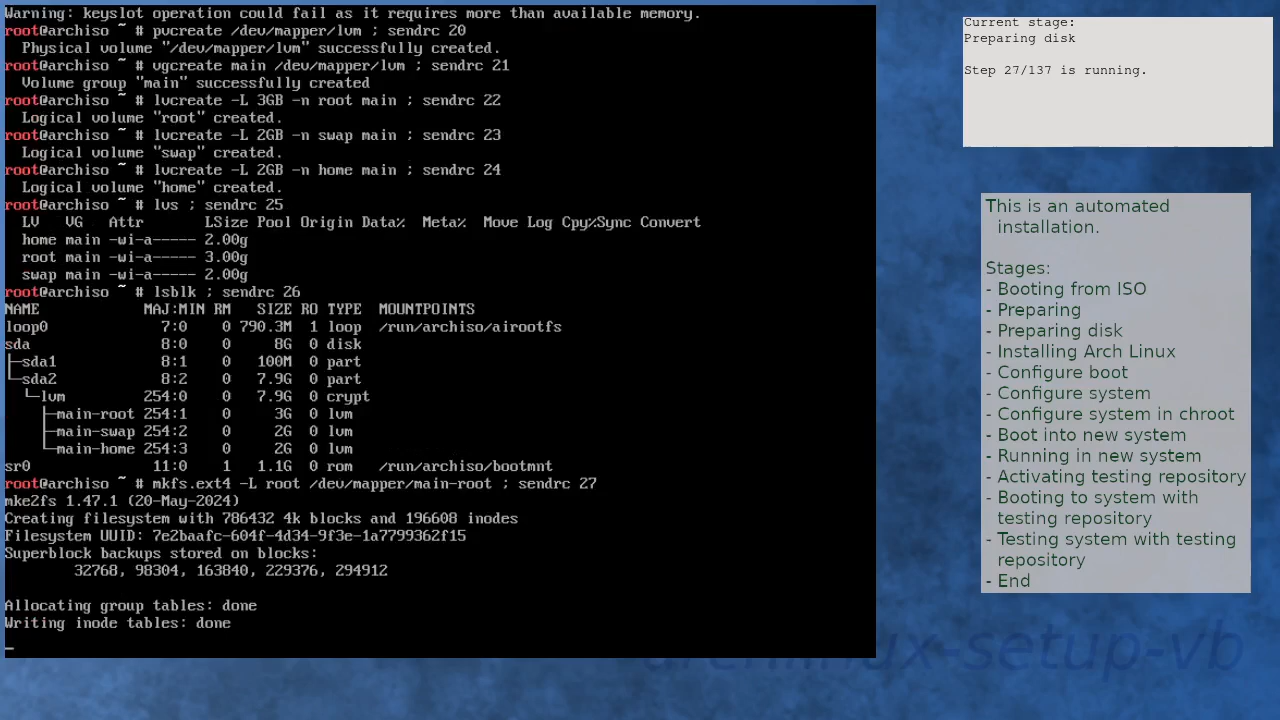 Warning: keyslot operation could fail as it requires more than available memory.
root@archiso ~ # pvcreate /dev/mapper/lvm ; sendrc 20
  Physical volume "/dev/mapper/lvm" successfully created.
root@archiso ~ # vgcreate main /dev/mapper/lvm ; sendrc 21
  Volume group "main" successfully created
root@archiso ~ # lvcreate -L 3GB -n root main ; sendrc 22
  Logical volume "root" created.
root@archiso ~ # lvcreate -L 2GB -n swap main ; sendrc 23
  Logical volume "swap" created.
root@archiso ~ # lvcreate -L 2GB -n home main ; sendrc 24
  Logical volume "home" created.
root@archiso ~ # lvs ; sendrc 25
  LV   VG   Attr       LSize Pool Origin Data%  Meta%  Move Log Cpy%Sync Convert
  home main -wi-a----- 2.00g
  root main -wi-a----- 3.00g
  swap main -wi-a----- 2.00g
root@archiso ~ # lsblk ; sendrc 26
NAME            MAJ:MIN RM   SIZE RO TYPE  MOUNTPOINTS
loop0             7:0    0 790.3M  1 loop  /run/archiso/airootfs
sda               8:0    0     8G  0 disk
├─sda1            8:1    0   100M  0 part
└─sda2            8:2    0   7.9G  0 part
  └─lvm         254:0    0   7.9G  0 crypt
    ├─main-root 254:1    0     3G  0 lvm
    ├─main-swap 254:2    0     2G  0 lvm
    └─main-home 254:3    0     2G  0 lvm
sr0              11:0    1   1.1G  0 rom   /run/archiso/bootmnt
root@archiso ~ # mkfs.ext4 -L root /dev/mapper/main-root ; sendrc 27
mke2fs 1.47.1 (20-May-2024)
Creating filesystem with 786432 4k blocks and 196608 inodes
Filesystem UUID: 7e2baafc-604f-4d34-9f3e-1a7799362f15
Superblock backups stored on blocks:
        32768, 98304, 163840, 229376, 294912
Allocating group tables: done
Writing inode tables: done
Current stage:
Preparing disk
Step 27/137 is running.
This is an automated
installation.
Stages:
- Booting from ISO
- Preparing
- Preparing disk
- Installing Arch Linux
- Configure boot
- Configure system
- Configure system in chroot
- Boot into new system
- Running in new system
- Activating testing repository
- Booting to system with
testing repository
- Testing system with testing
repository
- End